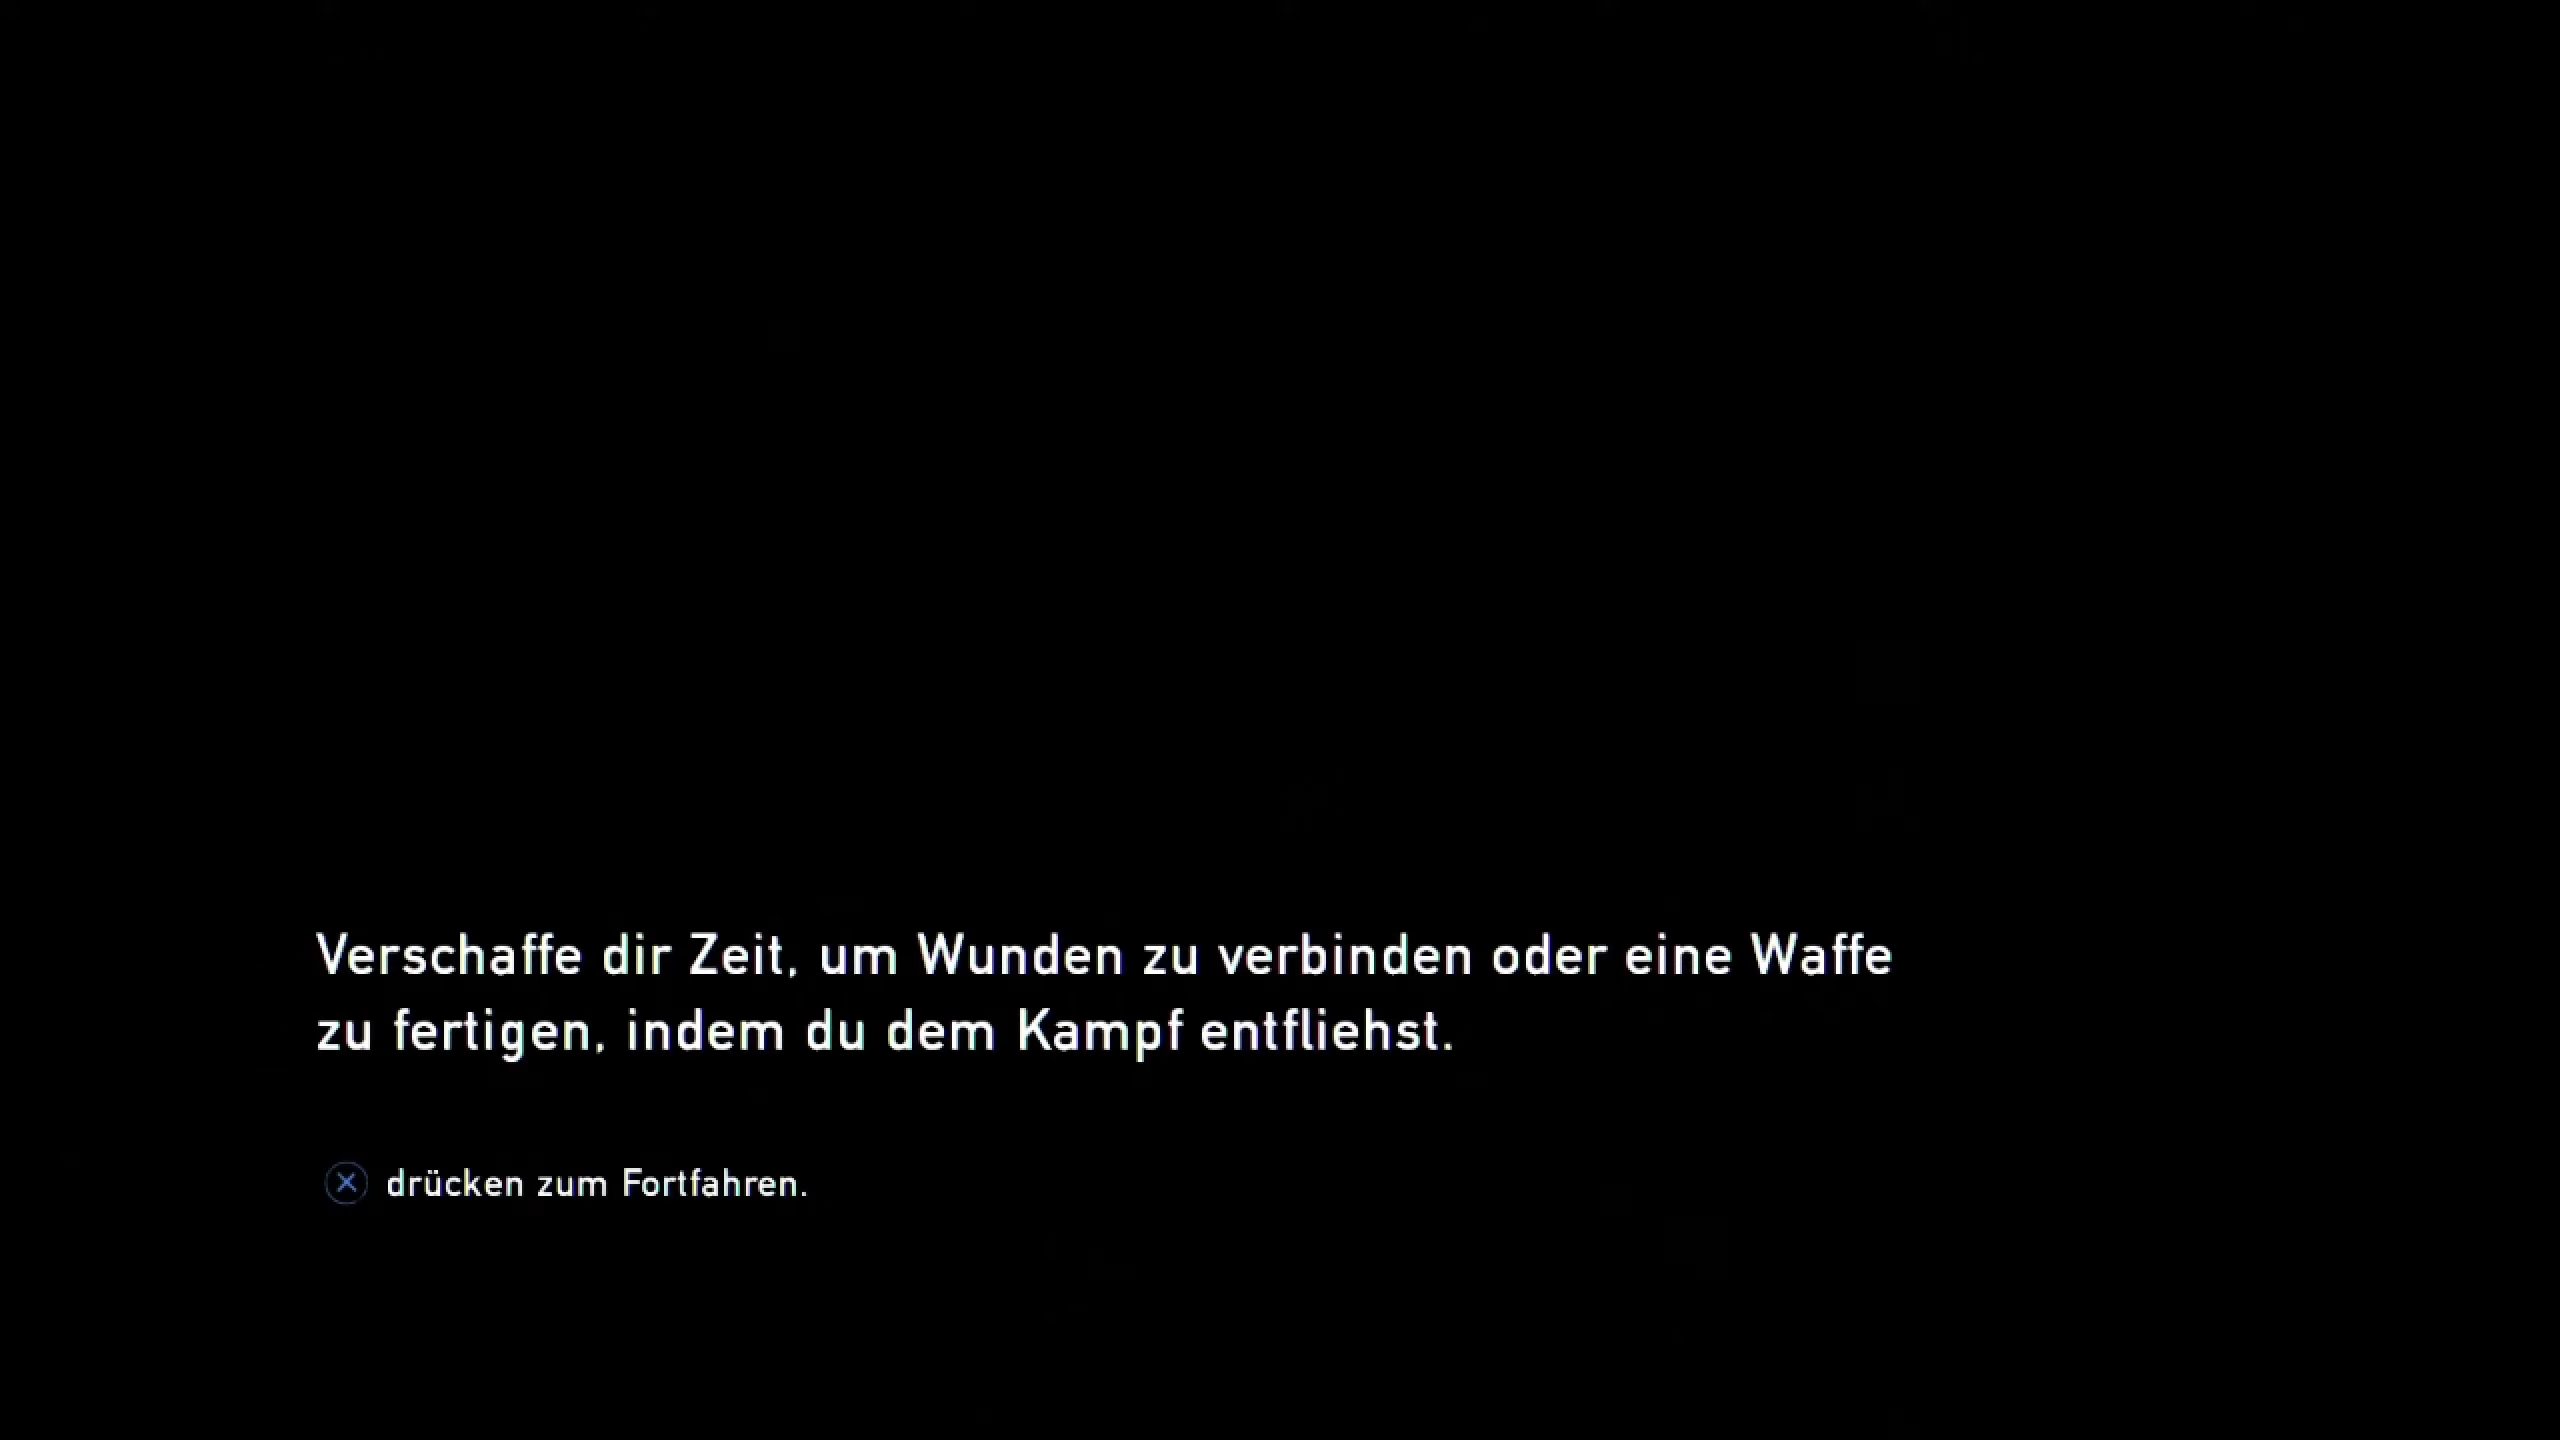 Verschaffe dir Zeit, um Wunden zu verbinden oder eine Waffe
zu fertigen, indem du dem Kampf entfliehst.
drücken zum Fortfahren.